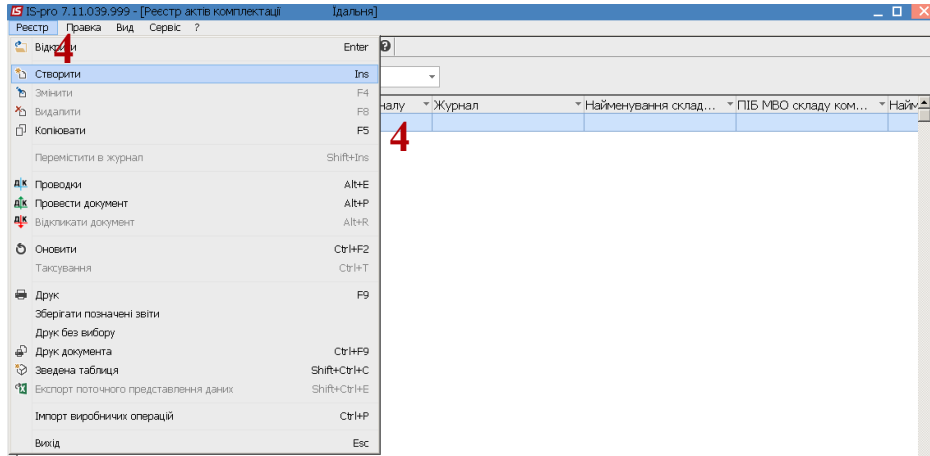 IS-pro 7.11.039.999 - [Реєстр актів комплектації їдальня]
Реєстр Правка Вид Сервіс ?
Відкрити Enter
4
Створити Ins
Змінити F4
Видалити F8
Копіювати F5
Перемістити в журнал Shift+Ins
Проводки Alt+E
Провести документ Alt+P
Відкликати документ Alt+R
Оновити Ctrl+F2
Таксування Ctrl+T
Друк F9
Зберігати позначені звіти
Друк без вибору
Друк документа Ctrl+F9
Зведена таблиця Shift+Ctrl+C
Експорт поточного представлення даних Shift+Ctrl+E
Імпорт виробничих операцій Ctrl+P
Вихід Esc
налу Журнал Найменування склад... ПІБ МВО складу ком... Найм
4